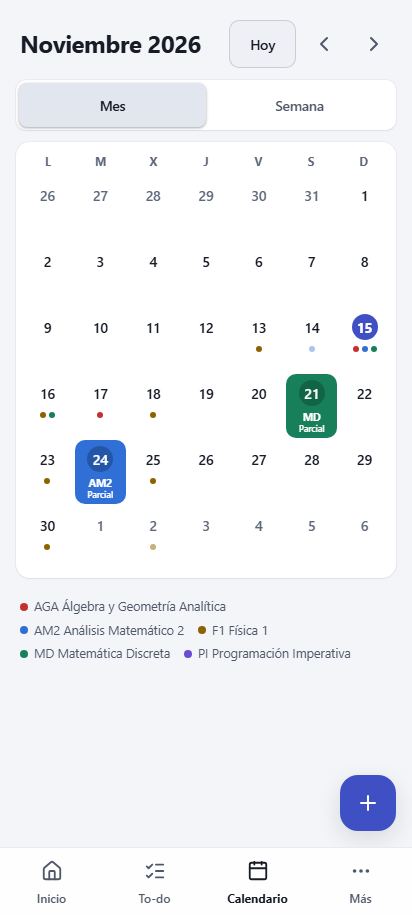 Noviembre 2026 Hoy
Mes Semana
L M X J V S D
26 27 28 29 30 31 1
2 3 4 5 6 7 8
9 10 11 12 13 14 15
16 17 18 19 20 21 22
MD
Parcial
23 24 25 26 27 28 29
AM2
Parcial
30 1 2 3 4 5 6
AGA Álgebra y Geometría Analítica
AM2 Análisis Matemático 2 F1 Física 1
MD Matemática Discreta PI Programación Imperativa
Inicio To-do Calendario Más